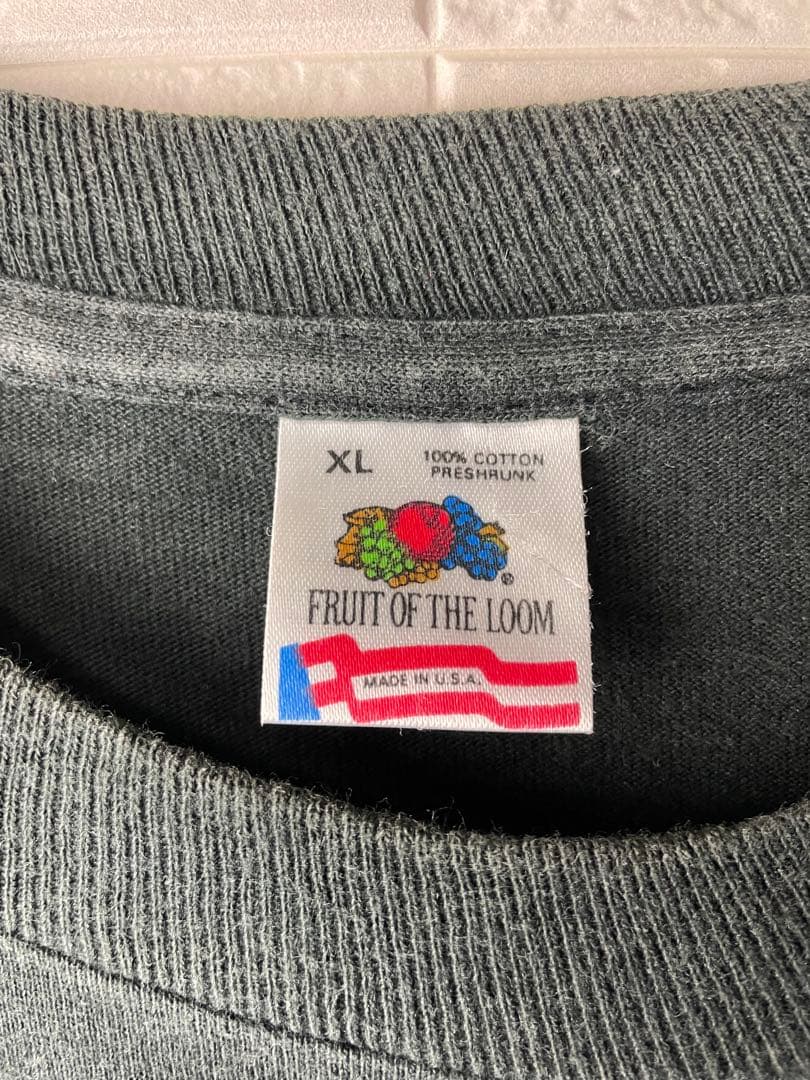 XL
100% COTTON
PRESHRUNK
®
FRUIT OF THE LOOM
MADE IN U.S.A.